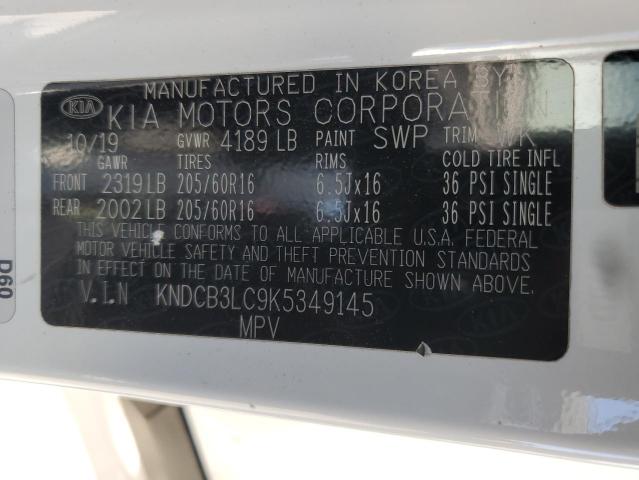 MANUFACTURED IN KOREA BY
KIA KIA MOTORS CORPORATION
10/19 GVWR 4189 LB PAINT SWP TRIM
GAWR TIRES RIMS COLD TIRE INFL
FRONT 2319 LB 205/60R16 6.5Jx16 36 PSI SINGLE
REAR 2002 LB 205/60R16 6.5Jx16 36 PSI SINGLE
THIS VEHICLE CONFORMS TO ALL APPLICABLE U.S.A. FEDERAL
MOTOR VEHICLE SAFETY AND THEFT PREVENTION STANDARDS
IN EFFECT ON THE DATE OF MANUFACTURE SHOWN ABOVE.
V.I.N KNDCB3LC9K5349145
MPV
D60